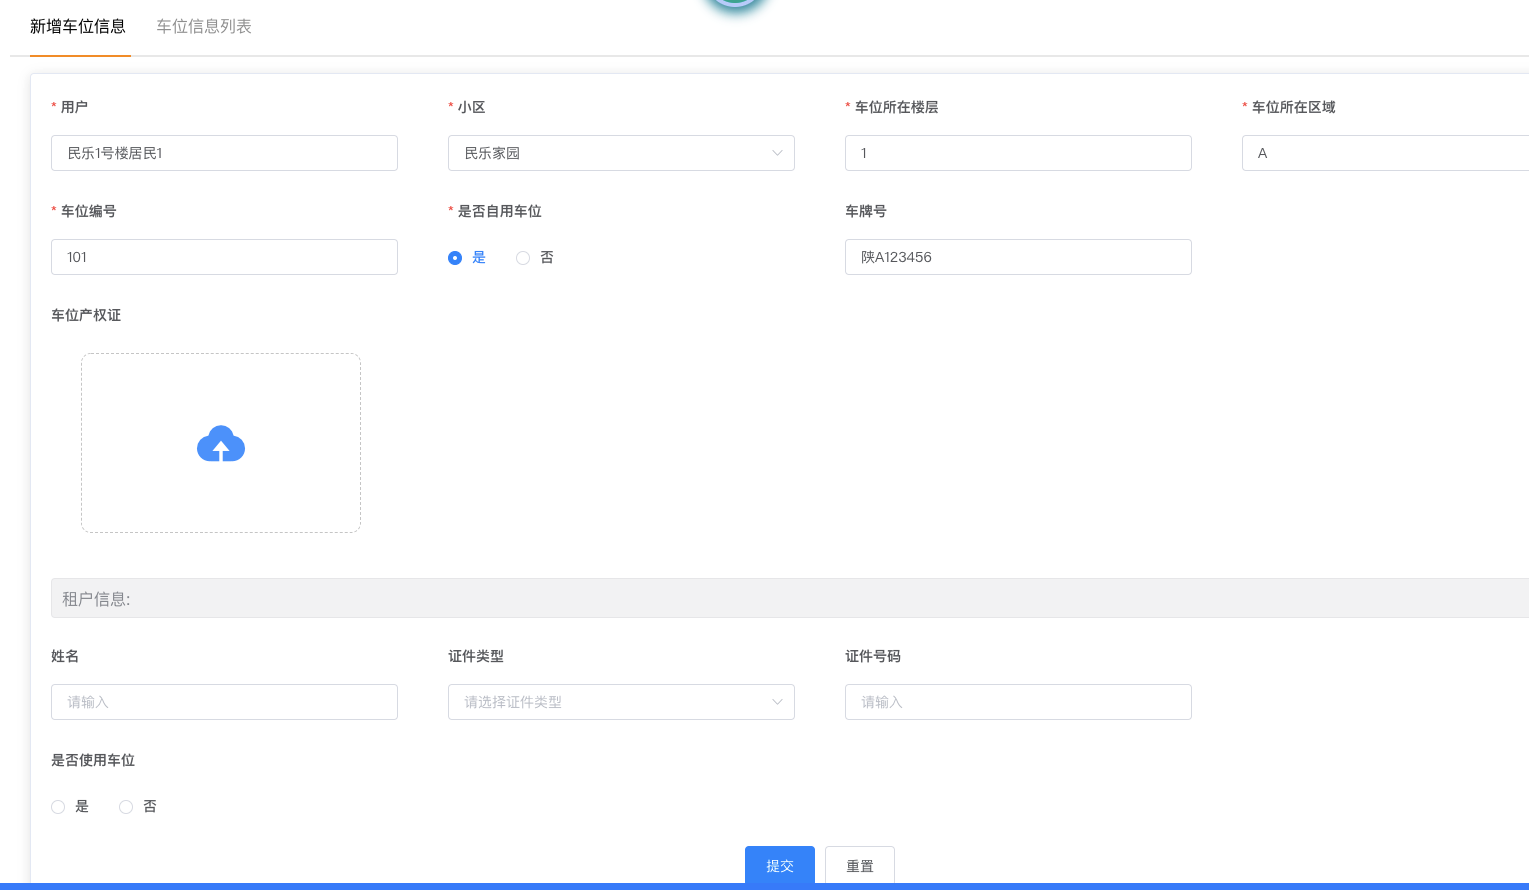 新增车位信息 车位信息列表
* 用户 * 小区 * 车位所在楼层 * 车位所在区域
民乐1号楼居民1 民乐家园 1 A
* 车位编号 * 是否自用车位 车牌号
101 是 否 陕A123456
车位产权证
租户信息:
姓名 证件类型 证件号码
请输入 请选择证件类型 请输入
是否使用车位
是 否
提交 重置